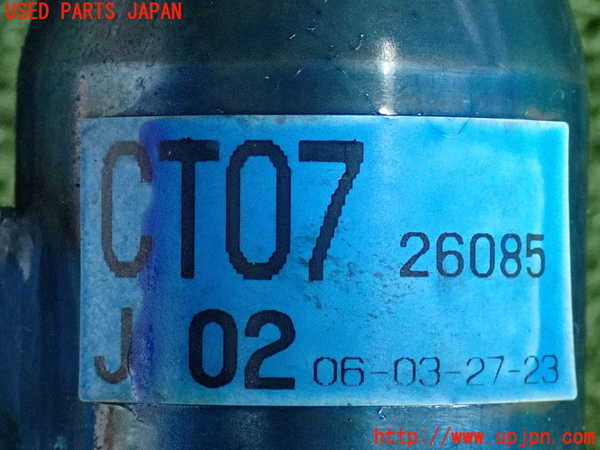 USED PARTS JAPAN
CT07 26085
J 02 06-03-27-23
http://www.upjpn.com/